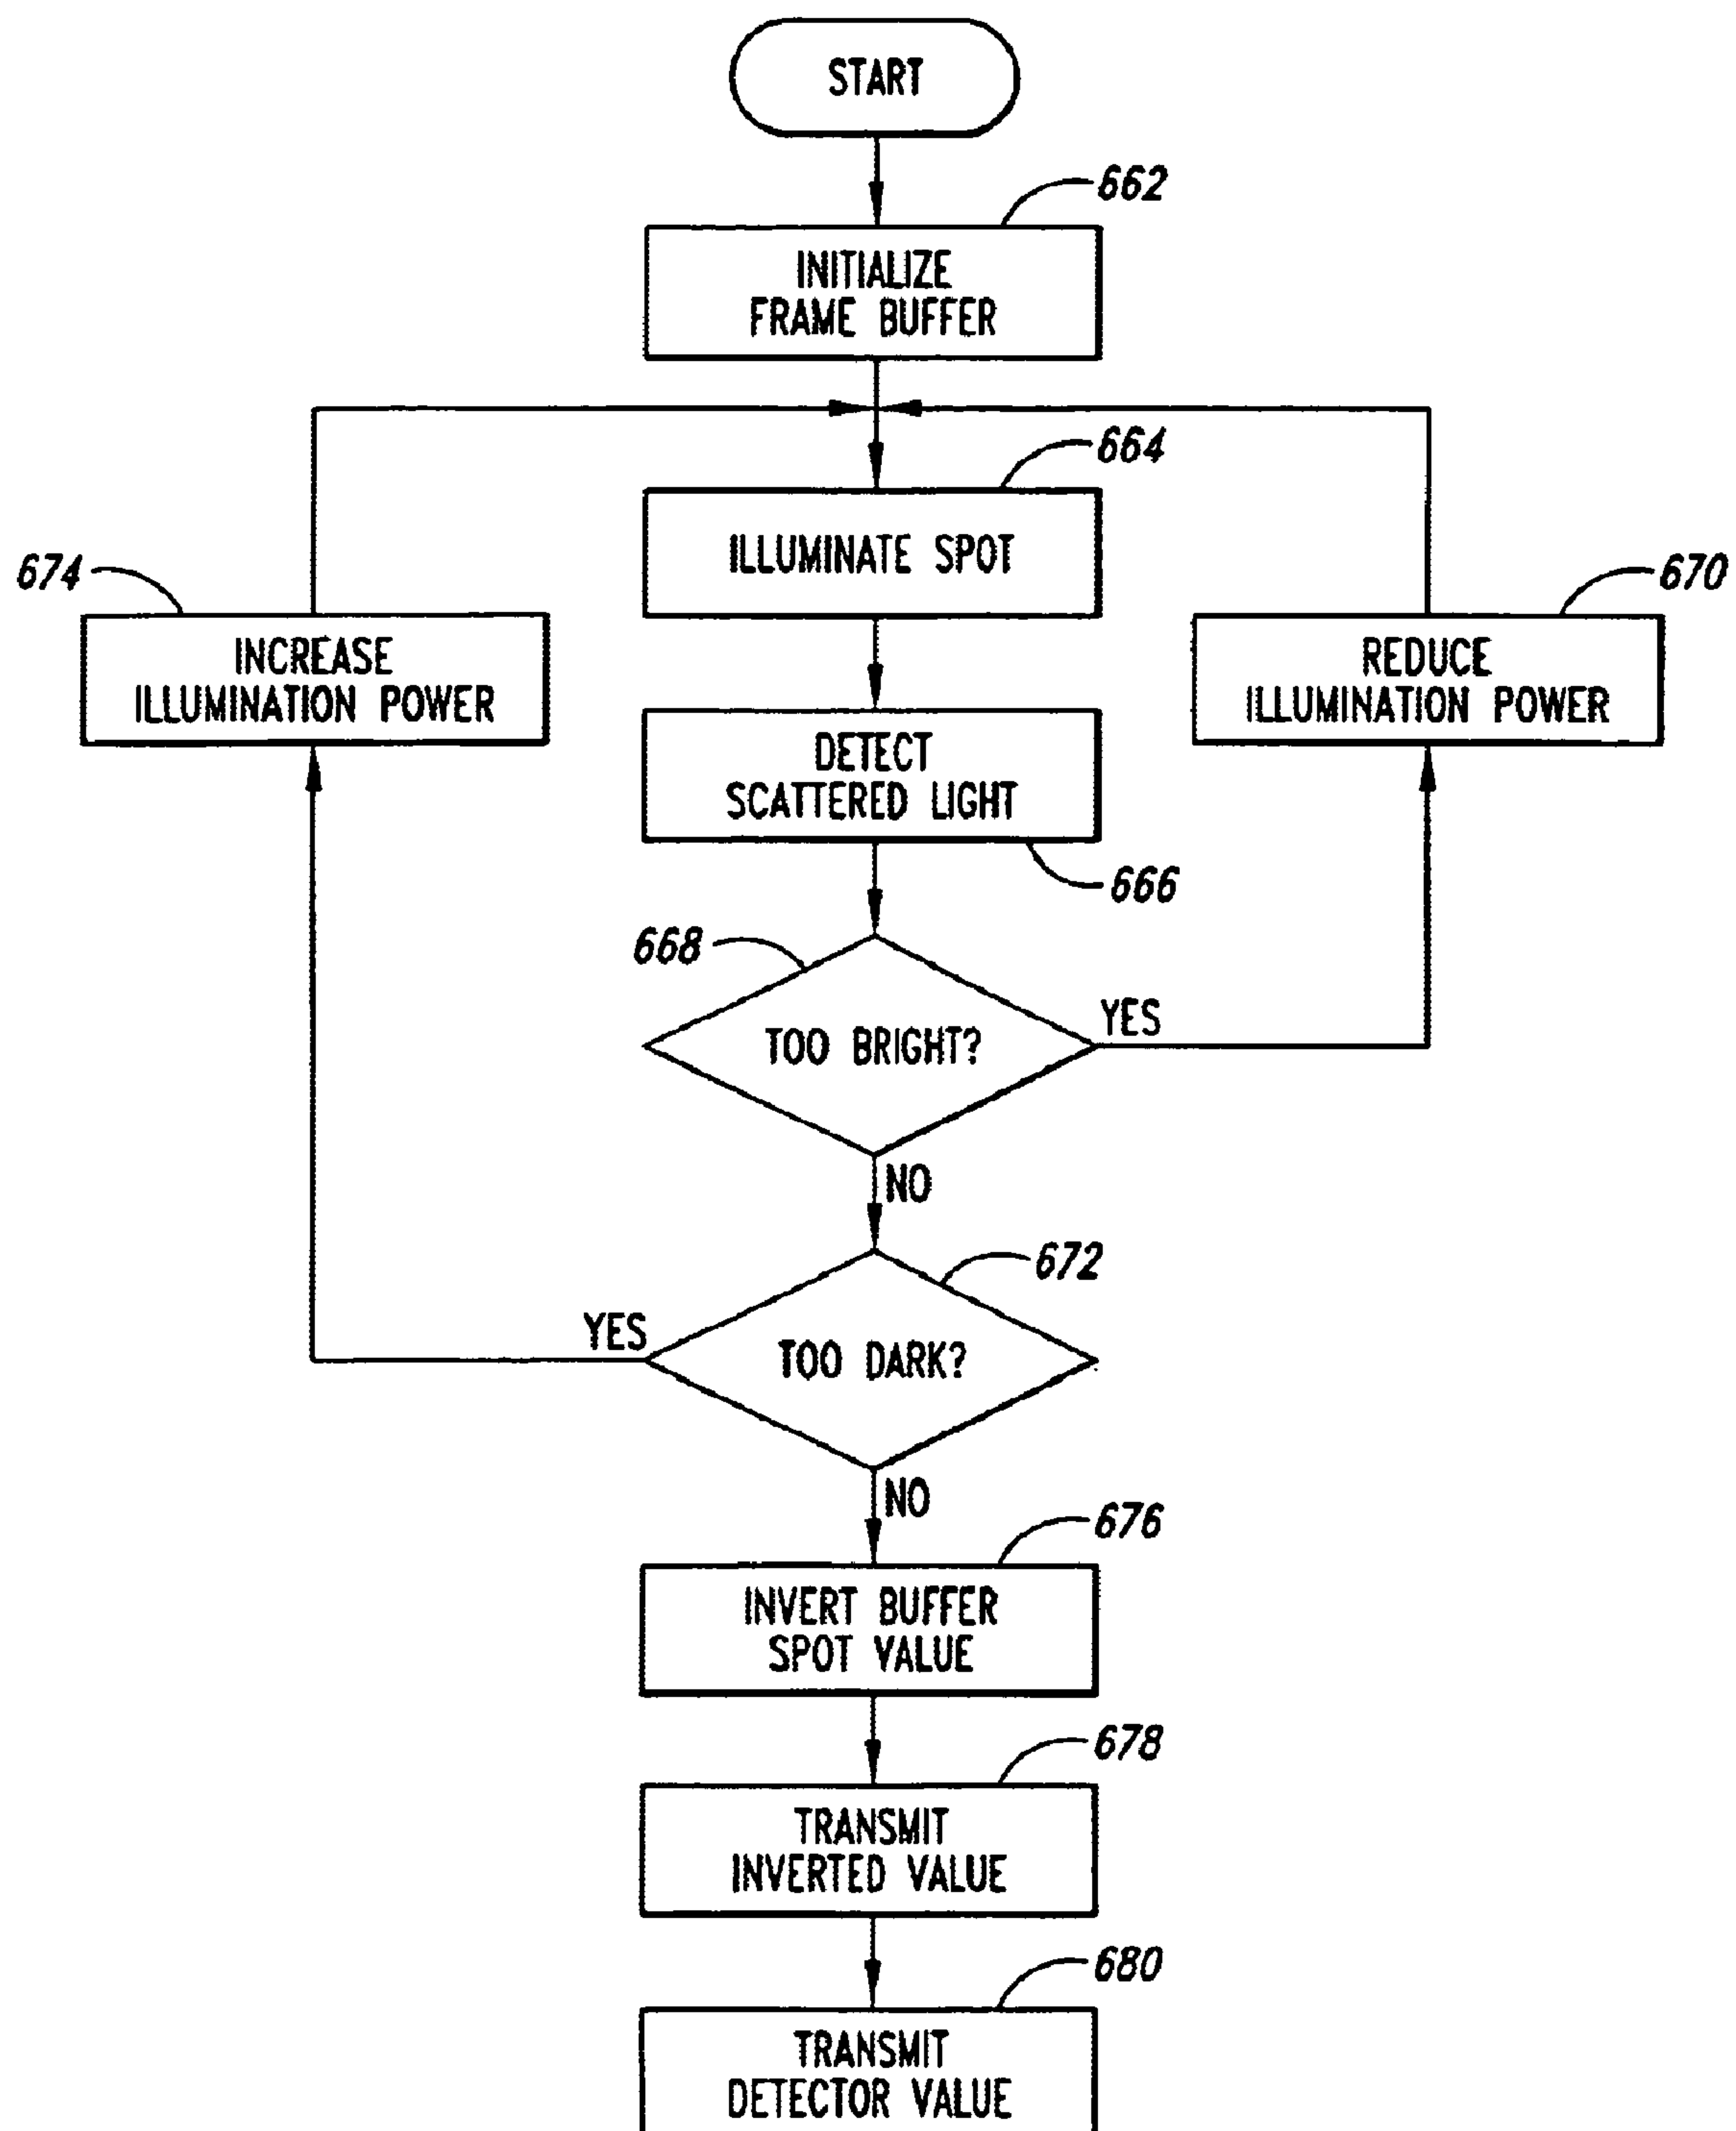 START
662
INITIALIZE
FRAME BUFFER
664
ILLUMINATE SPOT
674
INCREASE
ILLUMINATION POWER
670
REDUCE
ILLUMINATION POWER
DETECT
SCATTERED LIGHT
666
668
TOO BRIGHT?
YES
NO
672
YES
TOO DARK?
NO
676
INVERT BUFFER
SPOT VALUE
678
TRANSMIT
INVERTED VALUE
680
TRANSMIT
DETECTOR VALUE